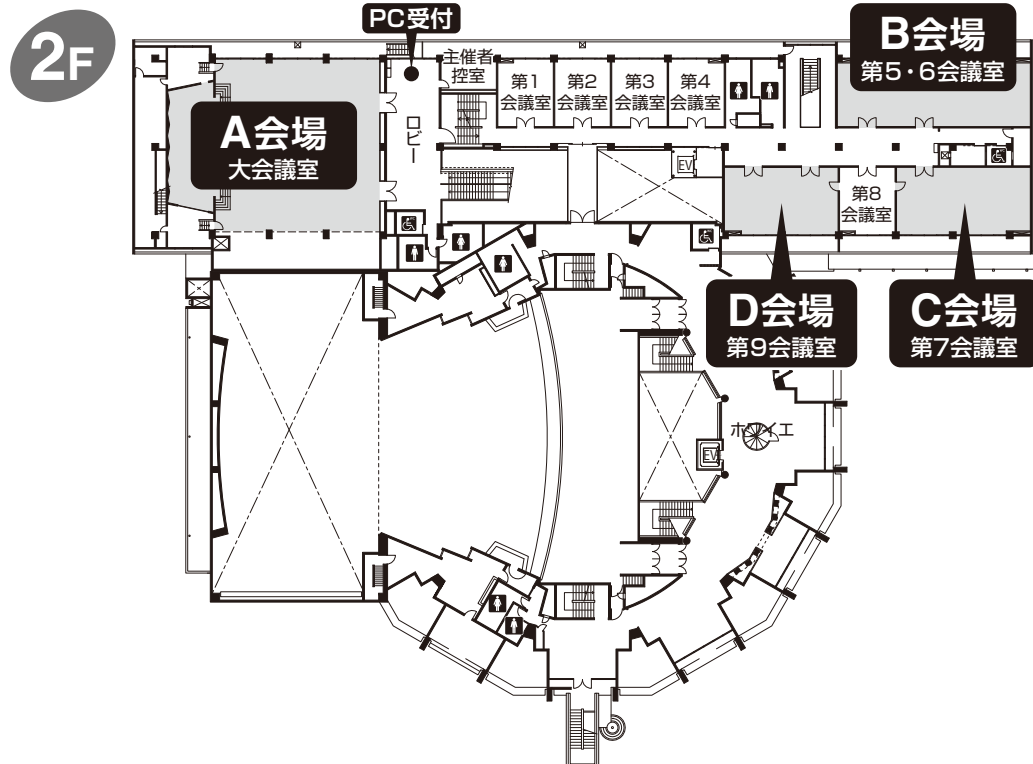 2F
PC受付
B会場
第5・6会議室
主催者
控室
第1
会議室
第2
会議室
第3
会議室
第4
会議室
A会場
大会議室
ロビー
EV
第8
会議室
D会場
第9会議室
C会場
第7会議室
ホワイエ
EV